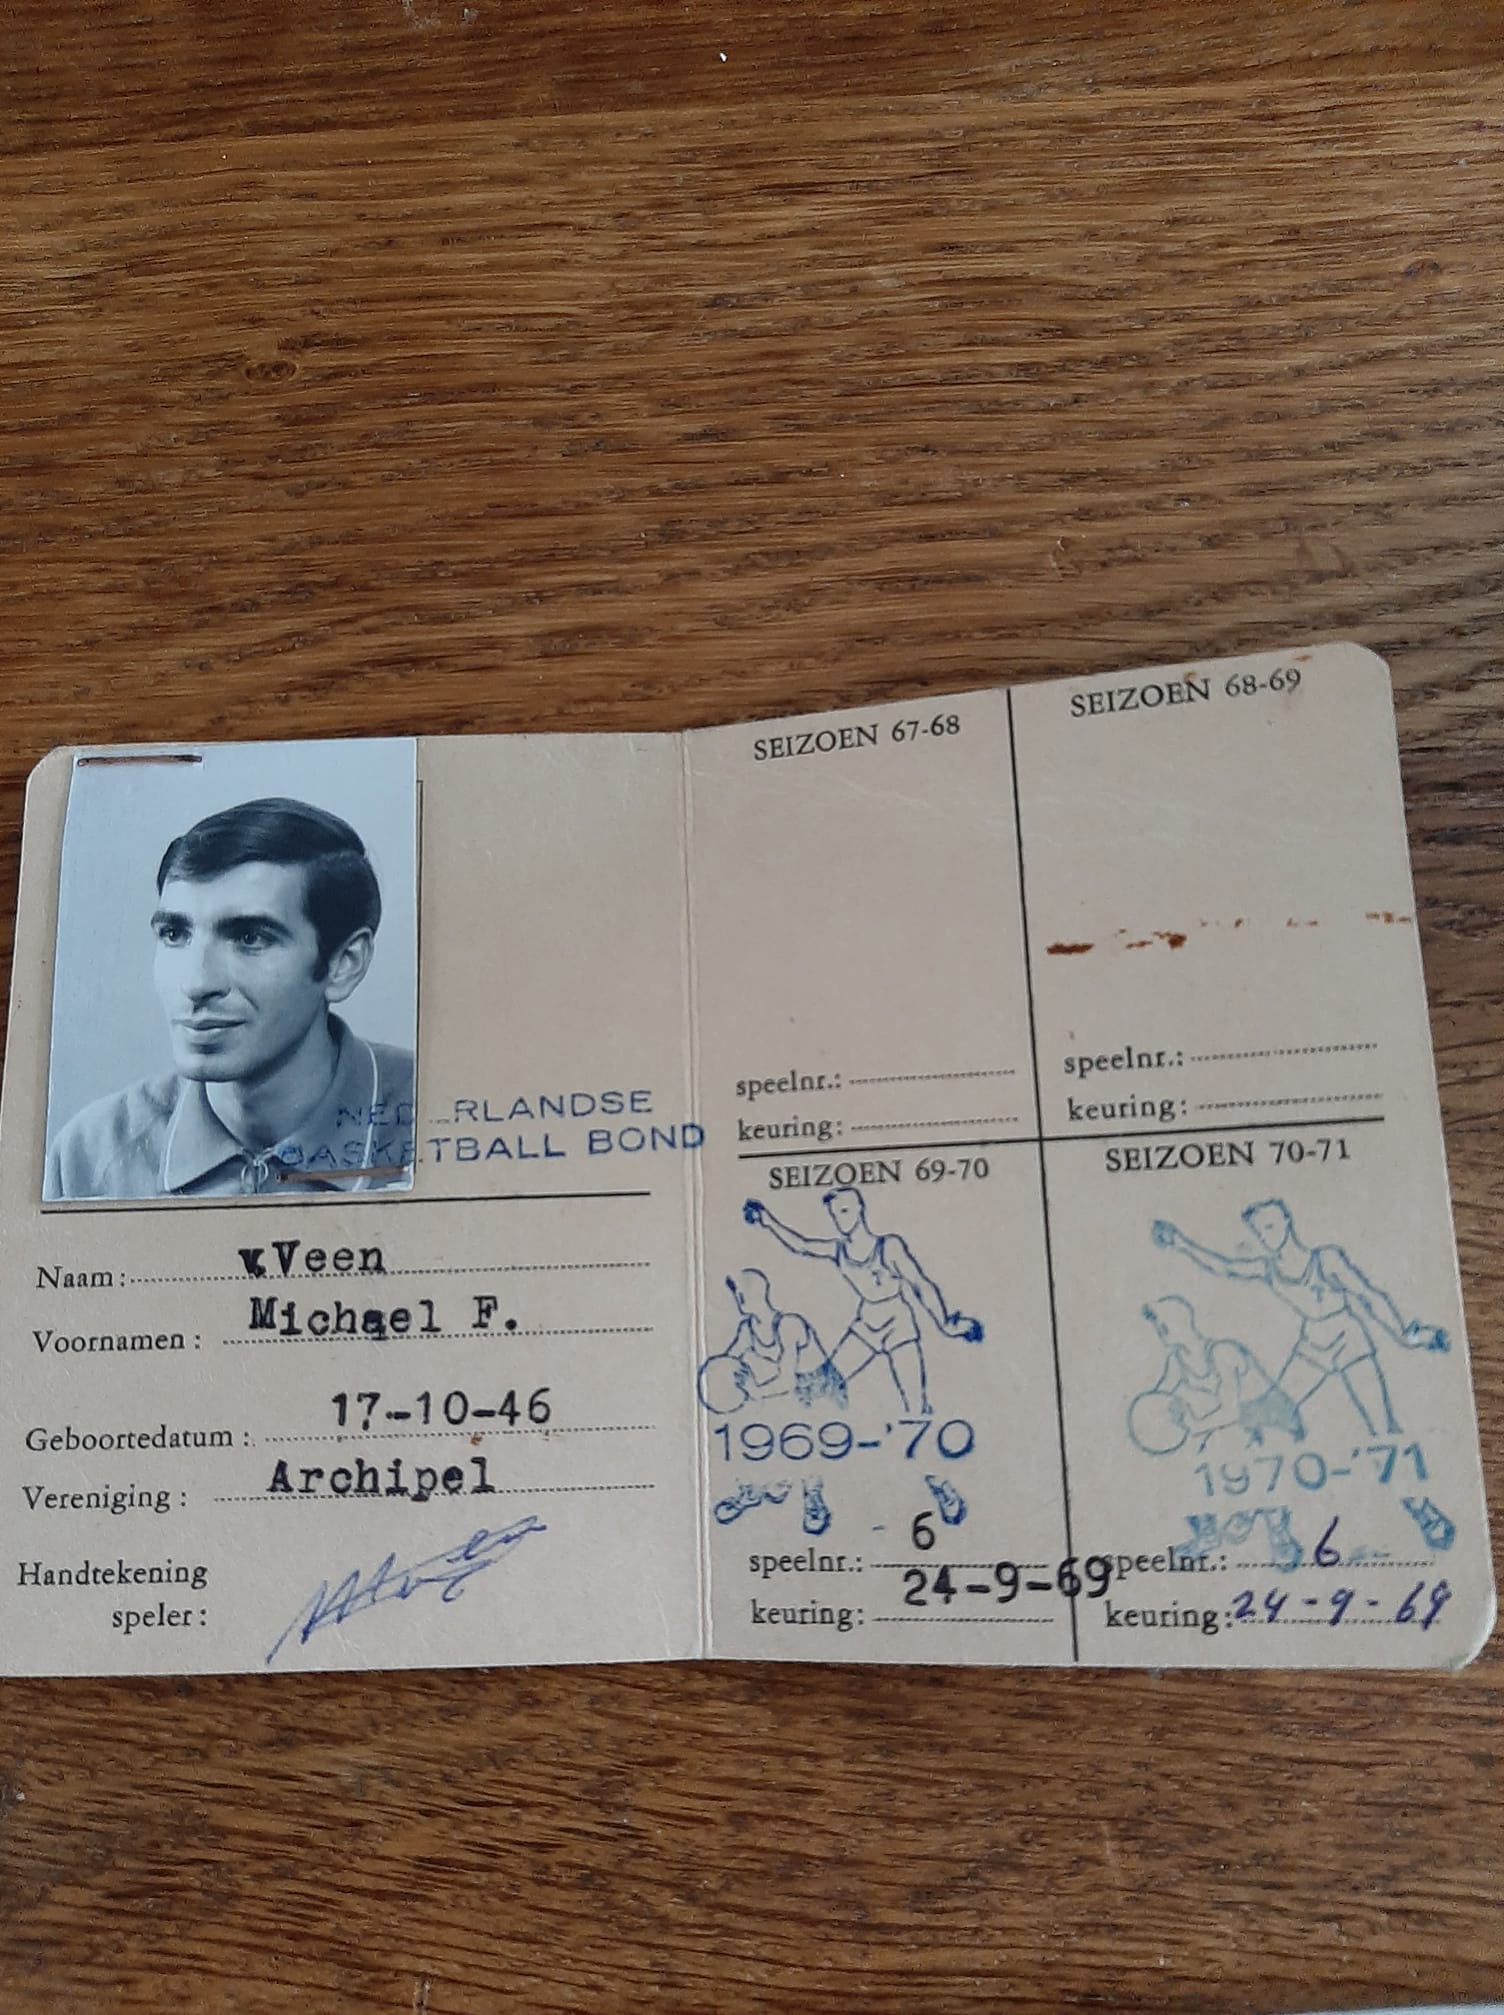 NEDERLANDSE
BASKETBALL BOND
Naam: v Veen
Voornamen: Michael F.
Geboortedatum: 17-10-46
Vereniging: Archipel
Handtekening
speler:
SEIZOEN 67-68
speelnr.:
keuring:
SEIZOEN 68-69
speelnr.:
keuring:
SEIZOEN 69-70
1969-'70
speelnr.: 6
keuring: 24-9-69
SEIZOEN 70-71
1970-'71
speelnr.: 6
keuring: 24-9-69